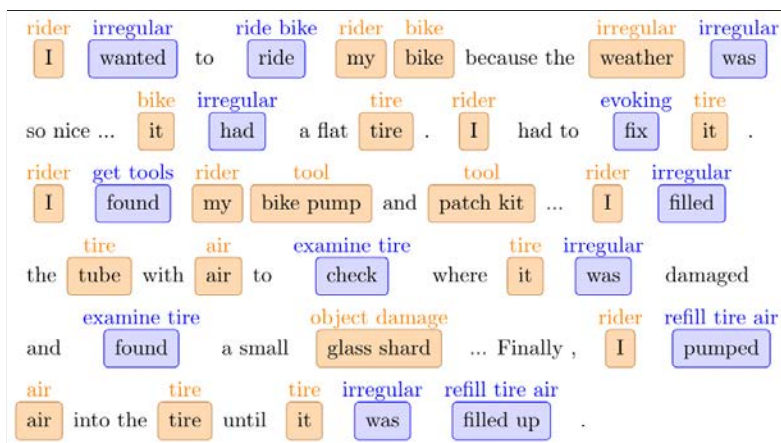 rider irregular ride bike rider bike irregular irregular
I wanted to ride my bike because the weather was
bike irregular tire rider evoking tire
so nice ... it had a flat tire . I had to fix it .
rider get tools rider tool tool rider irregular
I found my bike pump and patch kit ... I filled
tire air examine tire tire irregular
the tube with air to check where it was damaged
examine tire object damage rider refill tire air
and found a small glass shard ... Finally , I pumped
air tire tire irregular refill tire air
air into the tire until it was filled up .